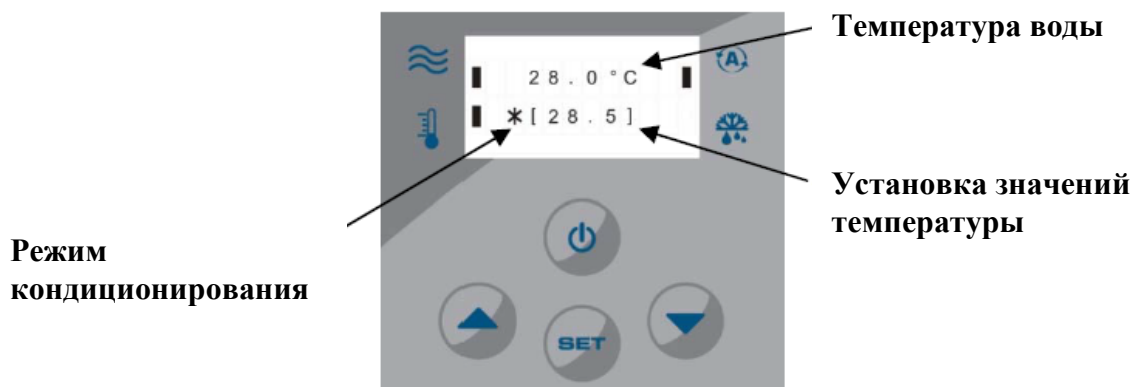 Температура воды
(A)
28.0°C
*[28.5]
Установка значений
температуры
Режим
кондиционирования
SET